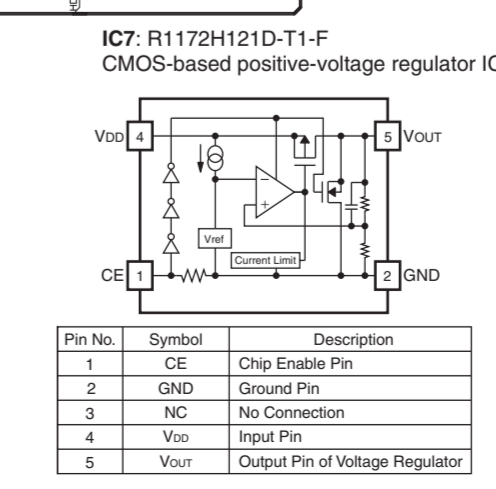 IC7: R1172H121D-T1-F
CMOS-based positive-voltage regulator IC
VDD 4
5 VOUT
Vref
Current Limit
CE 1
2 GND
Pin No. Symbol Description
1 CE Chip Enable Pin
2 GND Ground Pin
3 NC No Connection
4 VDD Input Pin
5 VOUT Output Pin of Voltage Regulator